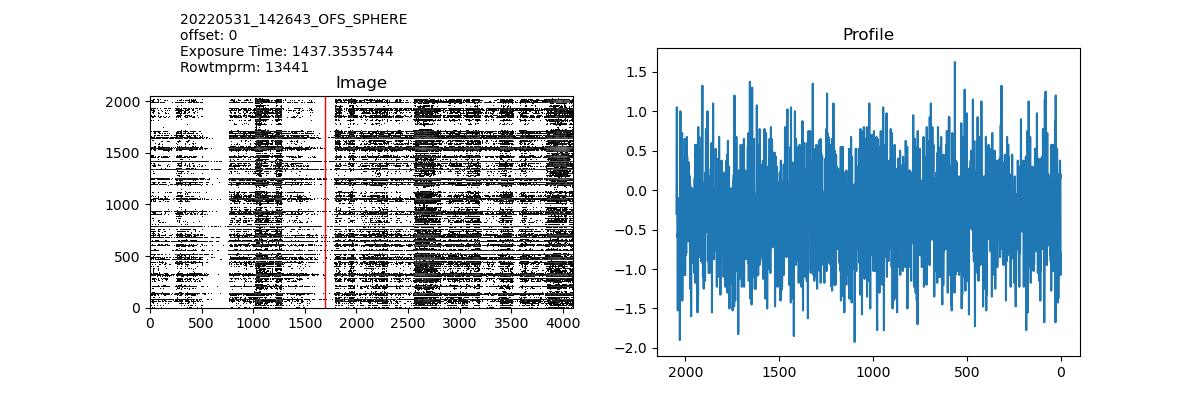 20220531_142643_OFS_SPHERE
offset: 0
Exposure Time: 1437.3535744
Rowtmprm: 13441
Image
2000
1500
1000
500
0
0 500 1000 1500 2000 2500 3000 3500 4000
Profile
1.5
1.0
0.5
0.0
−0.5
−1.0
−1.5
−2.0
2000 1500 1000 500 0